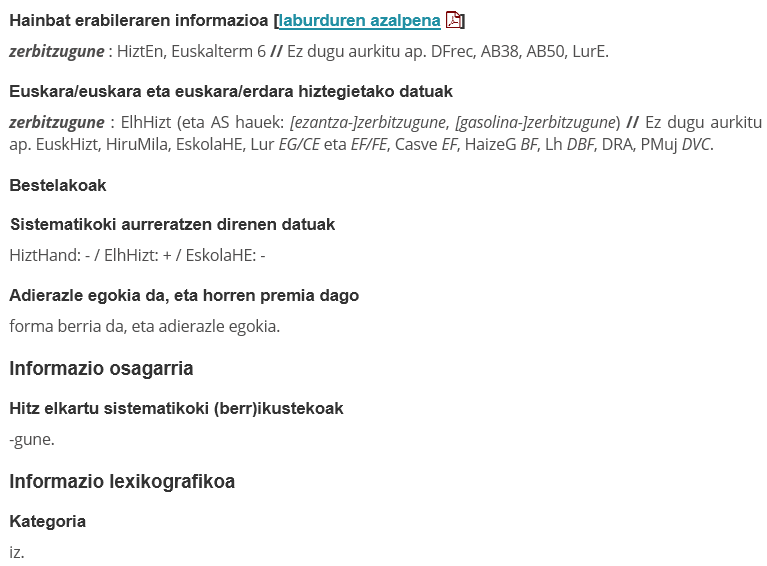 Hainbat erabileraren informazioa [laburduren azalpena ]
zerbitzugune : HiztEn, Euskalterm 6 // Ez dugu aurkitu ap. DFrec, AB38, AB50, LurE.
Euskara/euskara eta euskara/erdara hiztegietako datuak
zerbitzugune : ElhHizt (eta AS hauek: [ezantza-]zerbitzugune, [gasolina-]zerbitzugune) // Ez dugu aurkitu
ap. EuskHizt, HiruMila, EskolaHE, Lur EG/CE eta EF/FE, Casve EF, HaizeG BF, Lh DBF, DRA, PMuj DVC.
Bestelakoak
Sistematikoki aurreratzen direnen datuak
HiztHand: - / ElhHizt: + / EskolaHE: -
Adierazle egokia da, eta horren premia dago
forma berria da, eta adierazle egokia.
Informazio osagarria
Hitz elkartu sistematikoki (berr)ikustekoak
-gune.
Informazio lexikografikoa
Kategoria
iz.